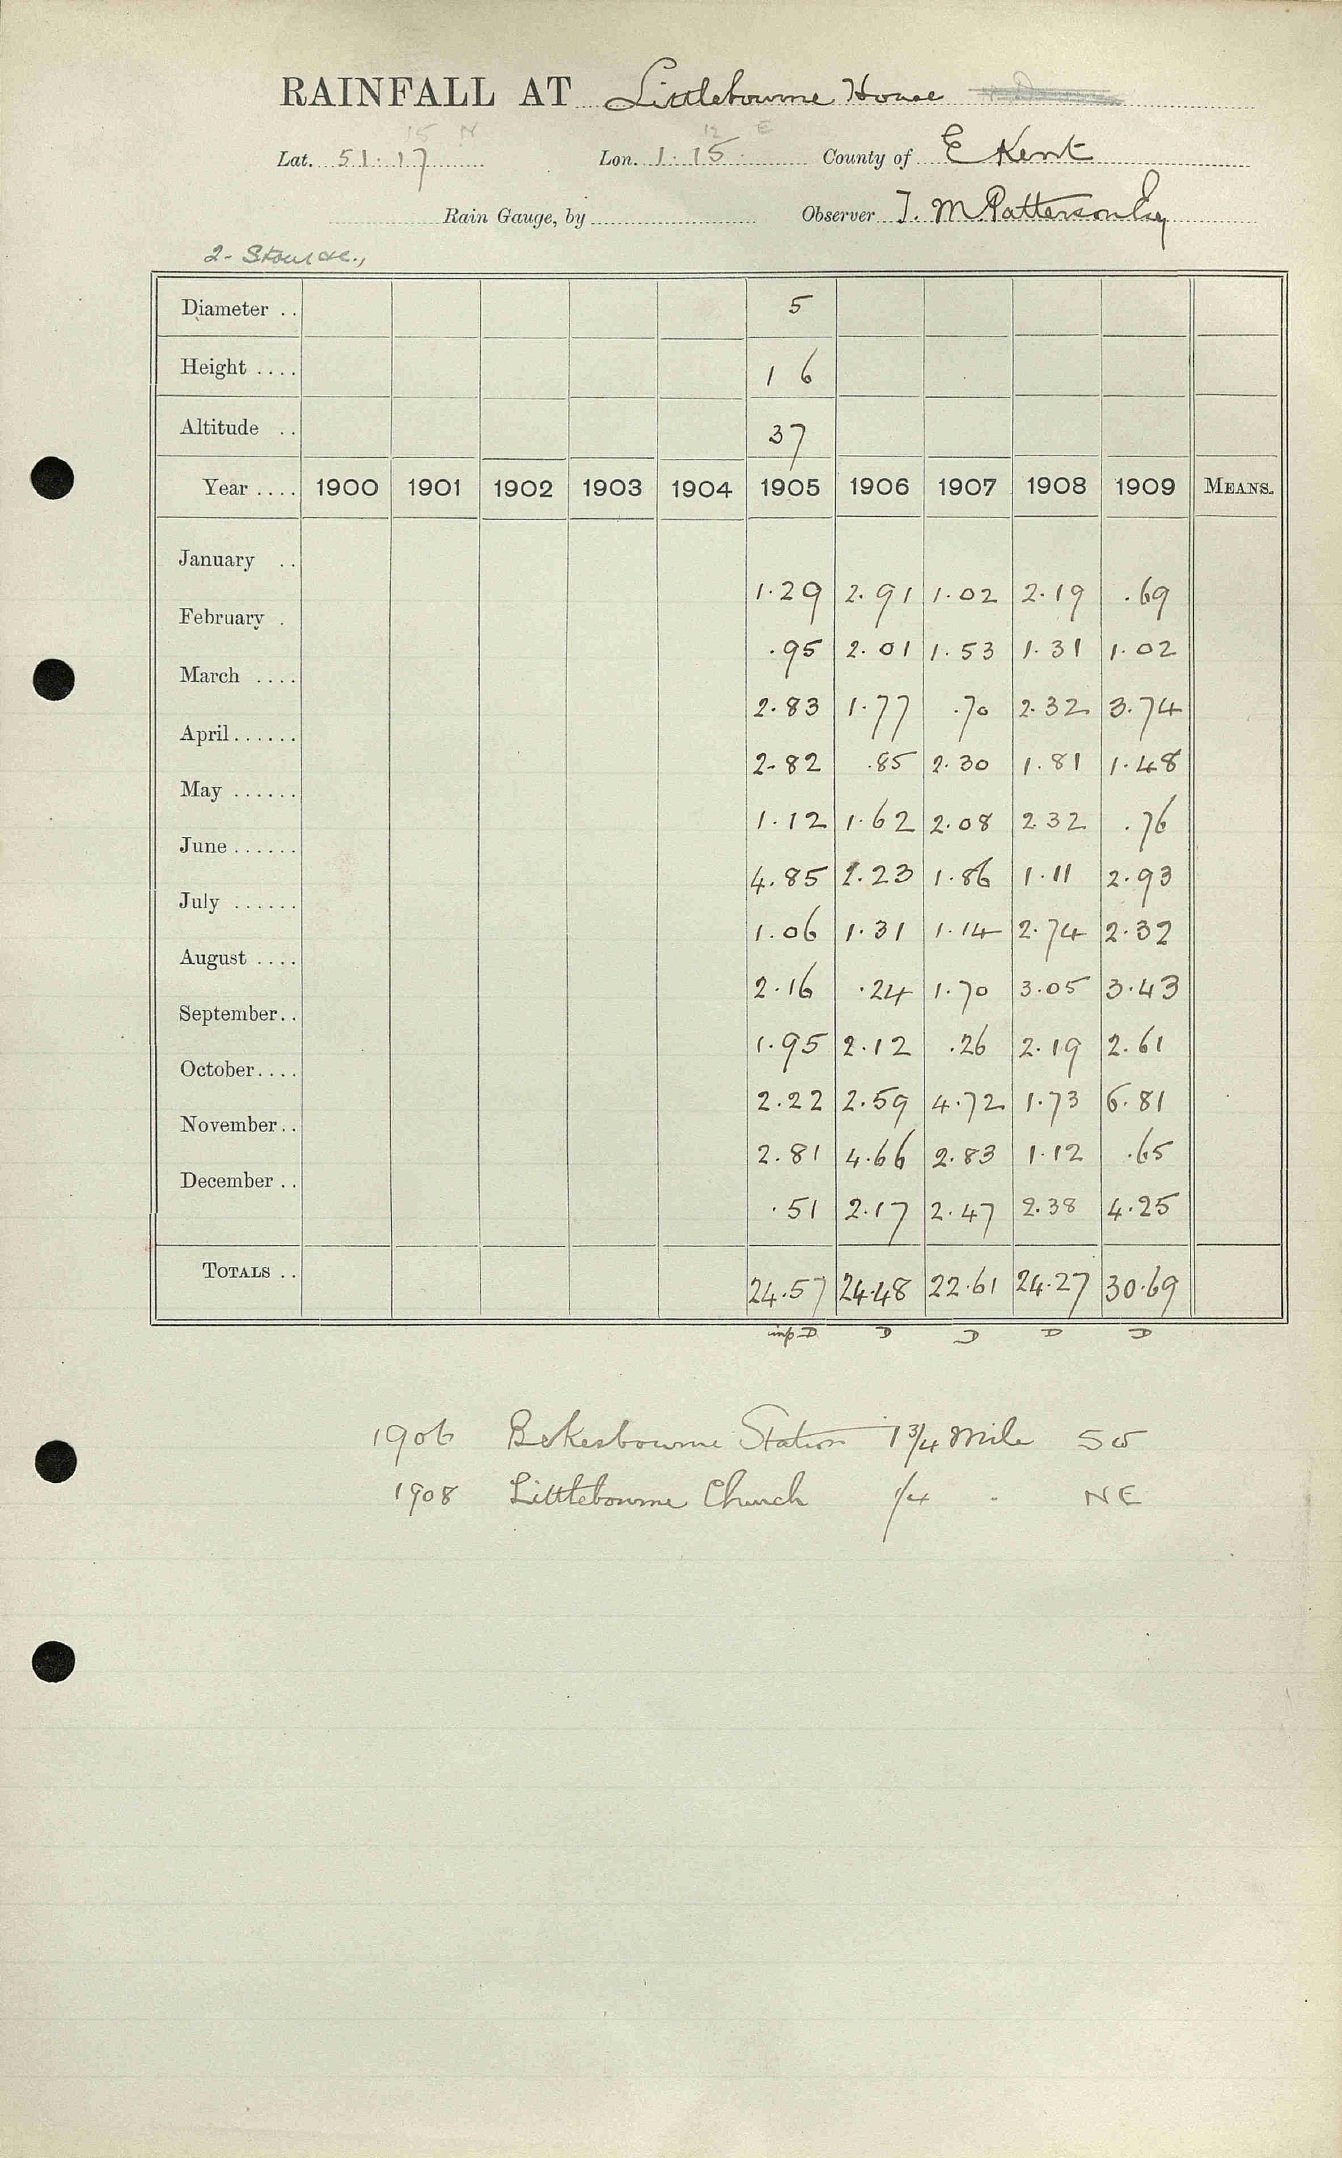 RAINFALL AT Littlebourne House
15 N 12 E
Lat. 51. 17 Lon. 1. 15. County of E Kent
Rain Gauge, by Observer T. M. Patterson Esq
2- Stour &c.,
Diameter .. 5
Height .... 1 6
Altitude .. 37
Year .... 1900 1901 1902 1903 1904 1905 1906 1907 1908 1909 MEANS.
January .. 1.29 2.91 1.02 2.19 .69
February . .95 2.01 1.53 1.31 1.02
March .... 2.83 1.77 .70 2.32 3.74
April...... 2.82 .85 2.30 1.81 1.48
May ...... 1.12 1.62 2.08 2 32 .76
June...... 4.85 2.23 1.86 1.11 2.93
July ...... 1.06 1.31 1.14 2.74 2.32
August .... 2.16 .24 1.70 3.05 3.43
September.. 1.95 2.12 .26 2.19 2.61
October.... 2.22 2.59 4.72 1.73 6.81
November.. 2.81 4.66 2.83 1.12 .65
December .. .51 2.17 2.47 2.38 4.25
TOTALS .. 24.57 24.48 22.61 24.27 30.69
imp D D D D D
1906 Bekesbourne Station 1 3/4 Mile SW
1908 Littlebourne Church 1/4 " NE